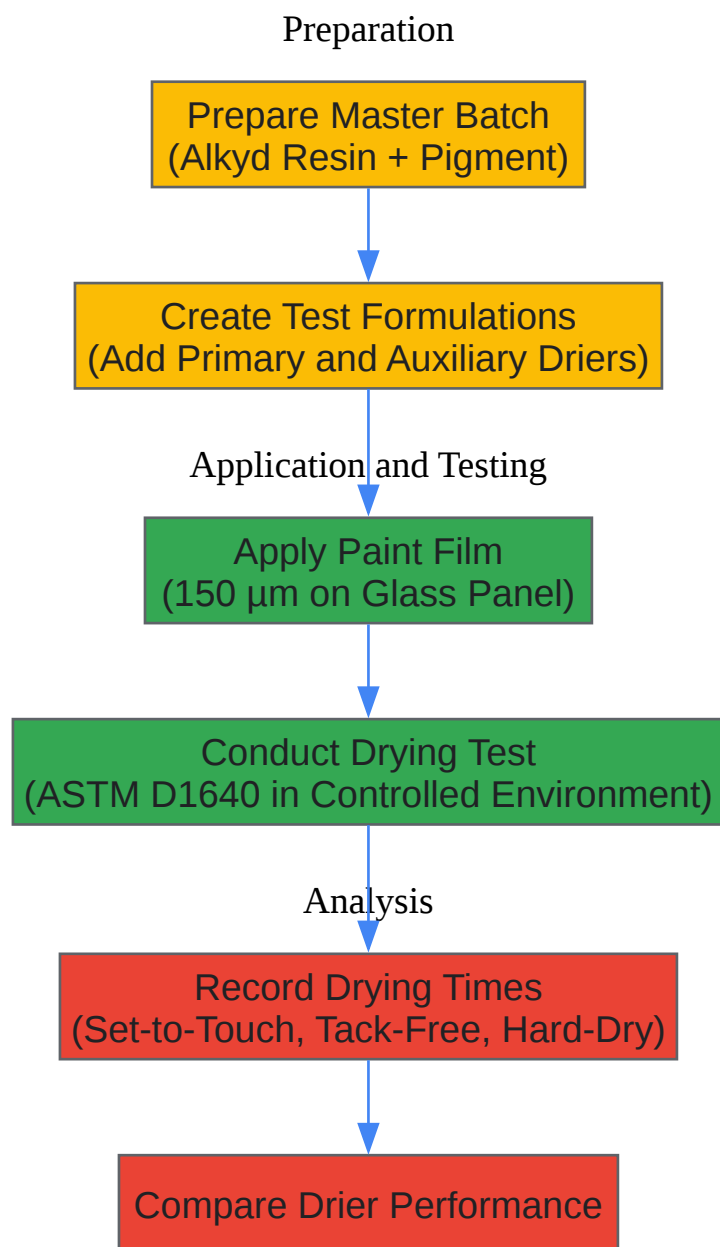 Preparation
Prepare Master Batch
(Alkyd Resin + Pigment)
Create Test Formulations
(Add Primary and Auxiliary Driers)
Application and Testing
Apply Paint Film
(150 µm on Glass Panel)
Conduct Drying Test
(ASTM D1640 in Controlled Environment)
Analysis
Record Drying Times
(Set-to-Touch, Tack-Free, Hard-Dry)
Compare Drier Performance